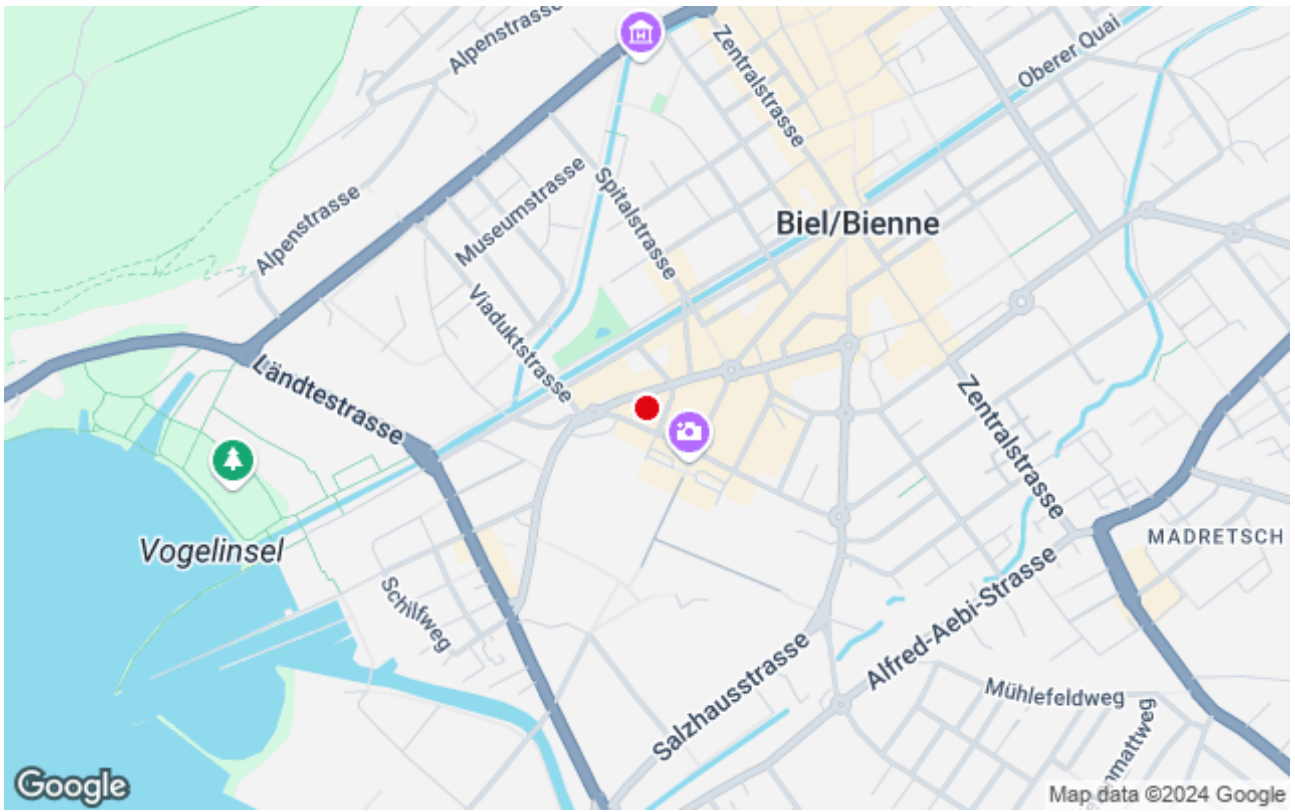 Alpenstrasse
Zentralstrasse
Oberer Quai
Museumstrasse
Spitalstrasse
Alpenstrasse
Biel/Bienne
Viaduktstrasse
Ländtestrasse
Zentralstrasse
Vogelinsel
MADRETSCH
Schilfweg
Alfred-Aebi-Strasse
Salzhausstrasse
Mühlefeldweg
nmattweg
Google
Map data ©2024 Google